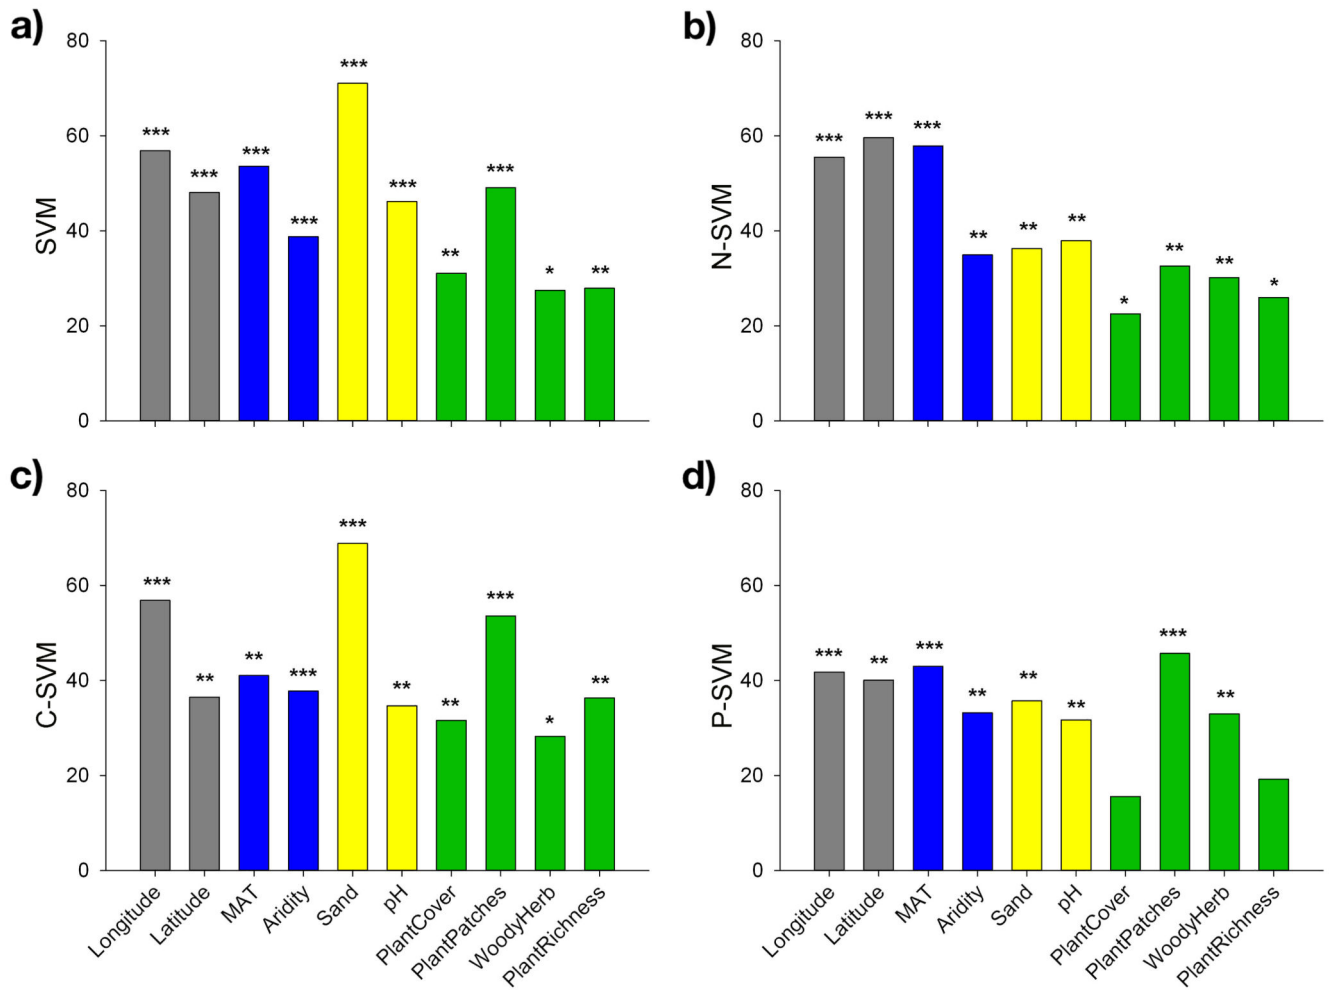 a)
80
60
40
20
0
SVM
***
***
***
***
***
***
**
***
*
**
b)
80
60
40
20
0
N-SVM
***
***
***
**
**
**
*
**
**
*
c)
80
60
40
20
0
C-SVM
***
**
**
***
***
**
**
***
*
**
Longitude
Latitude
MAT
Aridity
Sand
pH
PlantCover
PlantPatches
WoodyHerb
PlantRichness
d)
80
60
40
20
0
P-SVM
***
**
***
**
**
**
***
**
Longitude
Latitude
MAT
Aridity
Sand
pH
PlantCover
PlantPatches
WoodyHerb
PlantRichness